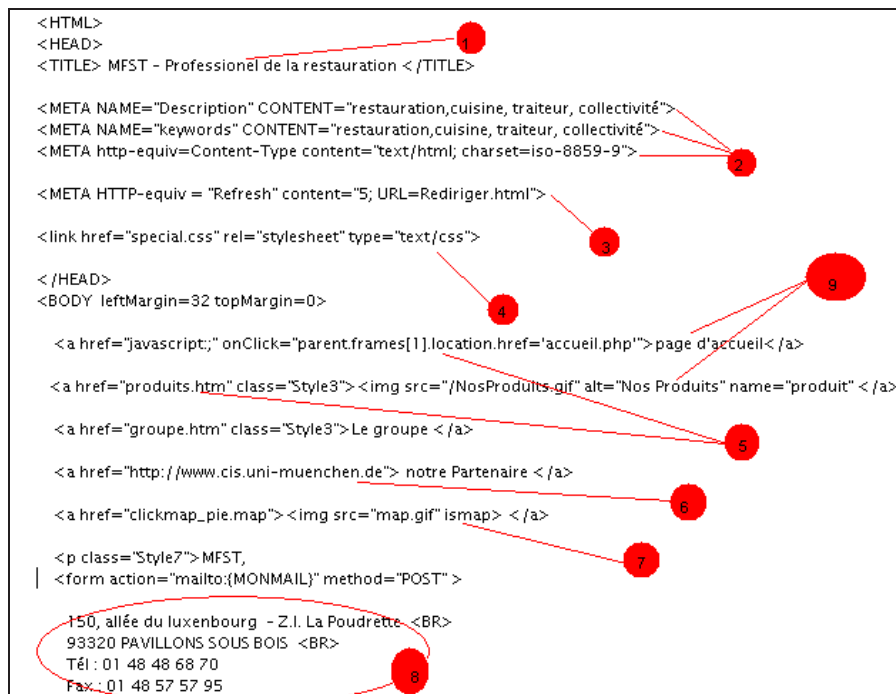 <HTML>
<HEAD>
1
<TITLE> MFST - Professionel de la restauration </TITLE>
<META NAME="Description" CONTENT="restauration,cuisine, traiteur, collectivité">
<META NAME="keywords" CONTENT="restauration,cuisine, traiteur, collectivité">
<META http-equiv=Content-Type content="text/html; charset=iso-8859-9">
2
<META HTTP-equiv = "Refresh" content="5; URL=Rediriger.html">
3
<link href="special.css" rel="stylesheet" type="text/css">
</HEAD>
9
<BODY leftMargin=32 topMargin=0>
4
<a href="javascript:;" onClick="parent.frames[1].location.href='accueil.php'">page d'accueil</a>
<a href="produits.htm" class="Style3"><img src="/NosProduits.gif" alt="Nos Produits" name="produit" </a>
<a href="groupe.htm" class="Style3">Le groupe </a>
5
<a href="http://www.cis.uni-muenchen.de"> notre Partenaire </a>
6
<a href="clickmap_pie.map"><img src="map.gif" ismap> </a>
7
<p class="Style7">MFST,
<form action="mailto:{MONMAIL}" method="POST" >
150, allée du luxenbourg - Z.I. La Poudrette <BR>
93320 PAVILLONS SOUS BOIS <BR>
Tél : 01 48 48 68 70
8
Fax : 01 48 57 57 95